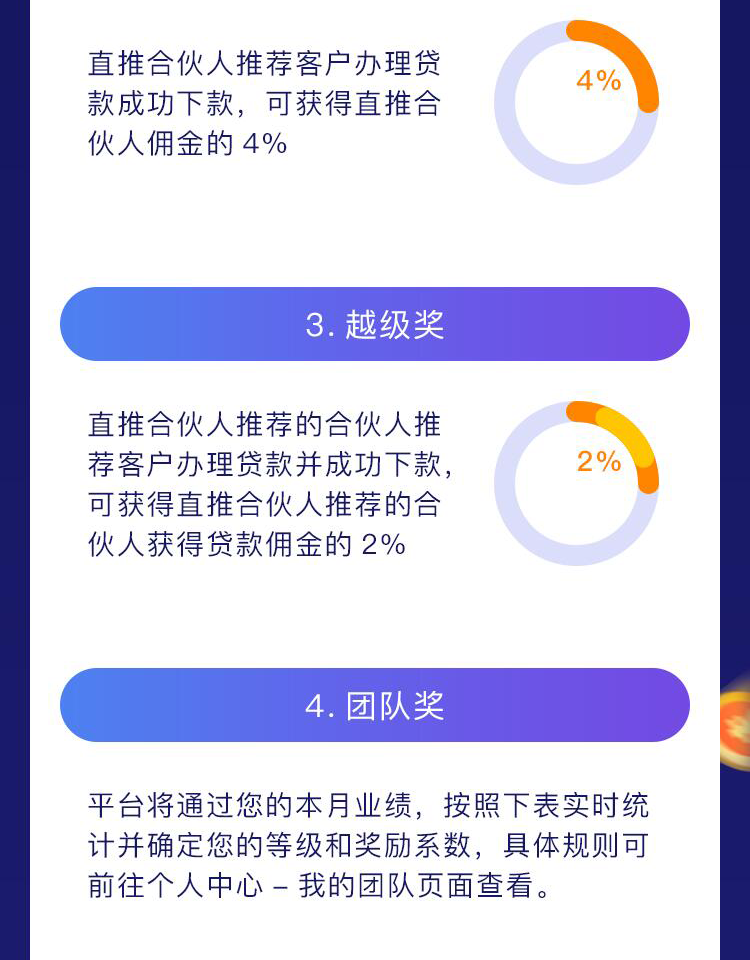 直推合伙人推荐客户办理贷
款成功下款，可获得直推合
伙人佣金的 4%
4%
3. 越级奖
直推合伙人推荐的合伙人推
荐客户办理贷款并成功下款，
可获得直推合伙人推荐的合
伙人获得贷款佣金的 2%
2%
4. 团队奖
平台将通过您的本月业绩，按照下表实时统
计并确定您的等级和奖励系数，具体规则可
前往个人中心 – 我的团队页面查看。